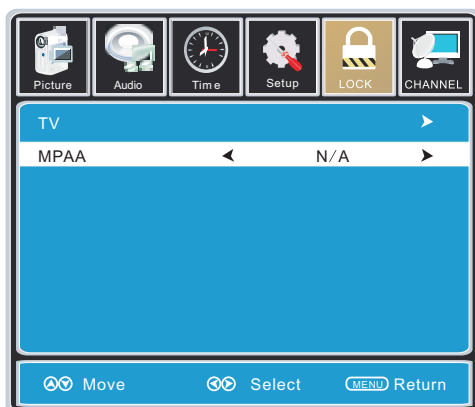 Picture Audio Time Setup LOCK CHANNEL
TV
MPAA N/A
Move Select MENU Return